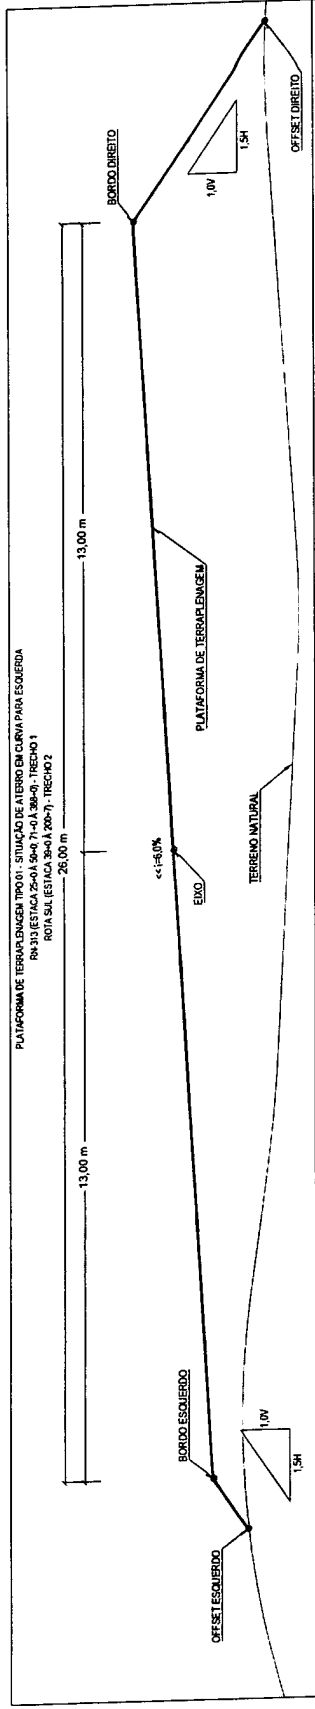 PLATAFORMA DE TERRAPLENAGEM TIPO 01 - SITUAÇÃO DE ATERRO EM CURVA PARA ESQUERDA
RN-313 (ESTACA 25+0 À 50+0; 71+0 À 388+0) - TRECHO 1
ROTA SUL (ESTACA 39+0 À 200+7) - TRECHO 2
26,00 m
13,00 m
13,00 m
BORDO DIREITO
BORDO ESQUERDO
<< i=6,0%
EIXO
PLATAFORMA DE TERRAPLENAGEM
1,0V
1,5H
OFFSET DIREITO
OFFSET ESQUERDO
1,0V
1,5H
TERRENO NATURAL